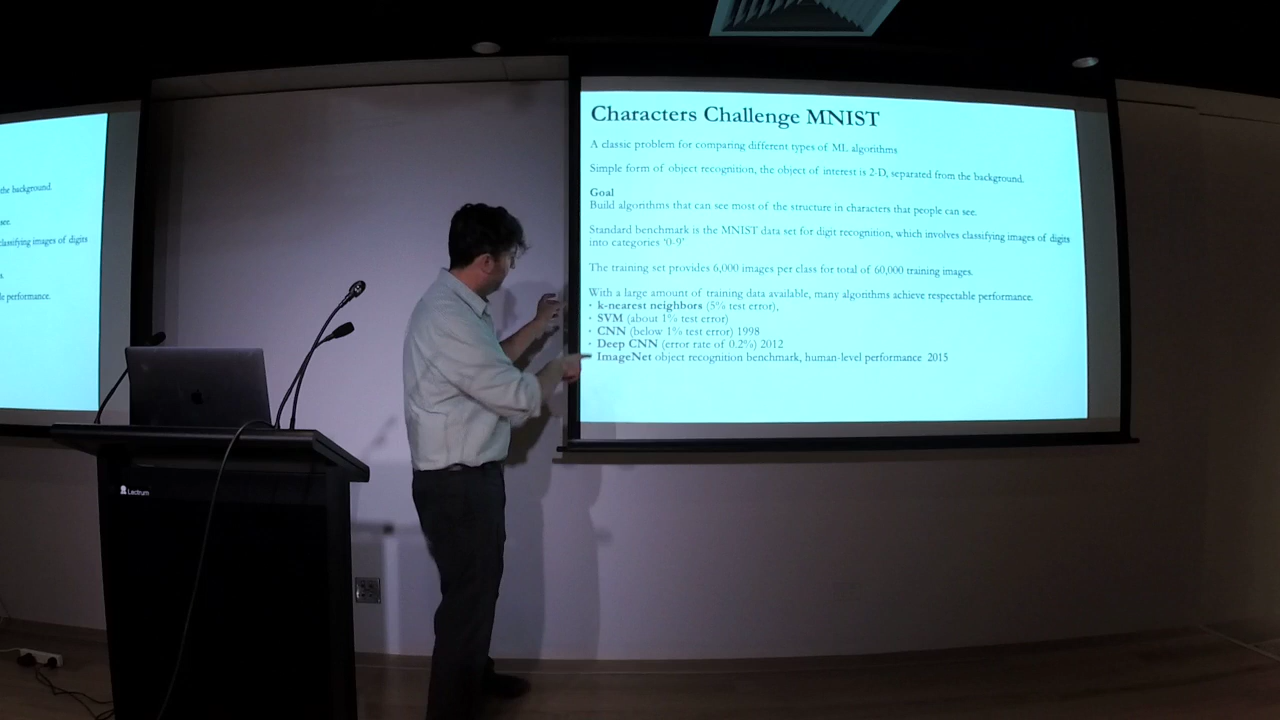 Characters Challenge MNIST
A classic problem for comparing different types of ML algorithms
Simple form of object recognition, the object of interest is 2-D, separated from the background.
Goal
Build algorithms that can see most of the structure in characters that people can see.
Standard benchmark is the MNIST data set for digit recognition, which involves classifying images of digits
into categories '0-9'
The training set provides 6,000 images per class for total of 60,000 training images.
With a large amount of training data available, many algorithms achieve respectable performance.
· k-nearest neighbors (5% test error),
· SVM (about 1% test error)
· CNN (below 1% test error) 1998
· Deep CNN (error rate of 0.2%) 2012
ImageNet object recognition benchmark, human-level performance 2015
the background.
see.
classifying images of digits
s.
le performance.
Lectrum